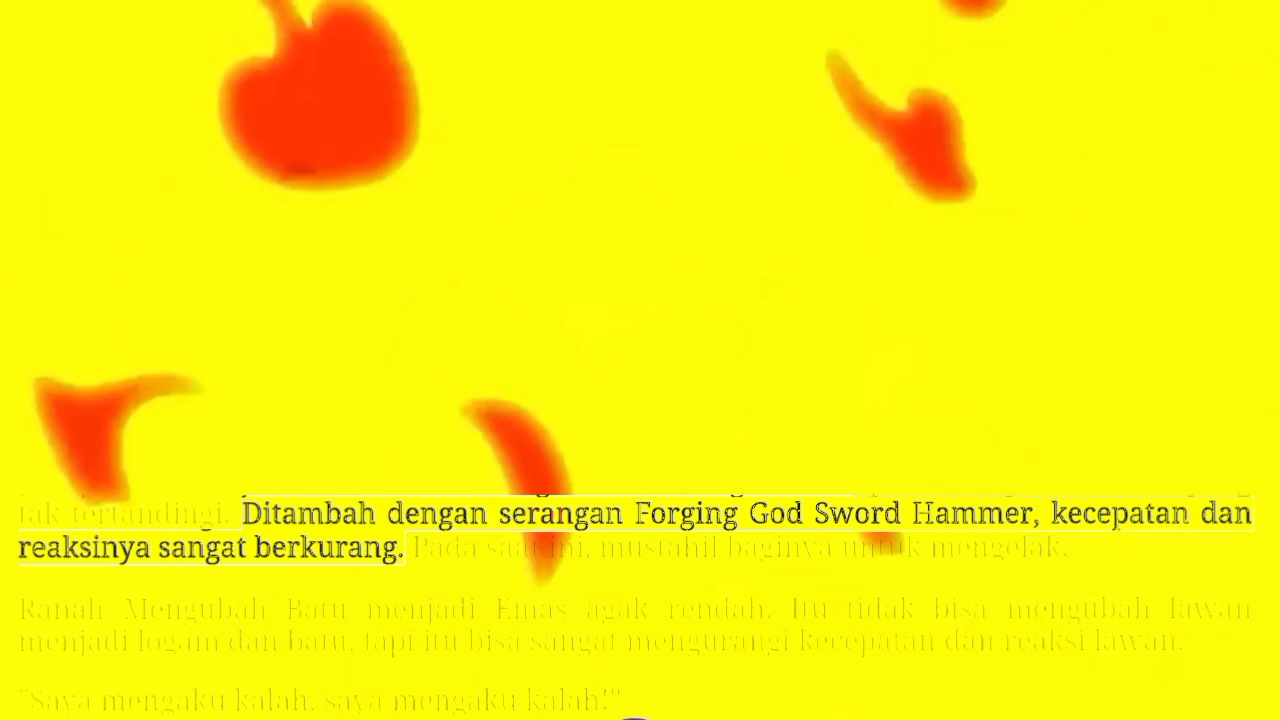 tak tertandingi. Ditambah dengan serangan Forging God Sword Hammer, kecepatan dan
reaksinya sangat berkurang. Pada saat ini, mustahil baginya untuk mengelak.
Ranah Mengubah Batu menjadi Emas agak rendah. Itu tidak bisa mengubah lawan
menjadi logam dan batu, tapi itu bisa sangat mengurangi kecepatan dan reaksi lawan.
"Saya mengaku kalah, saya mengaku kalah!"